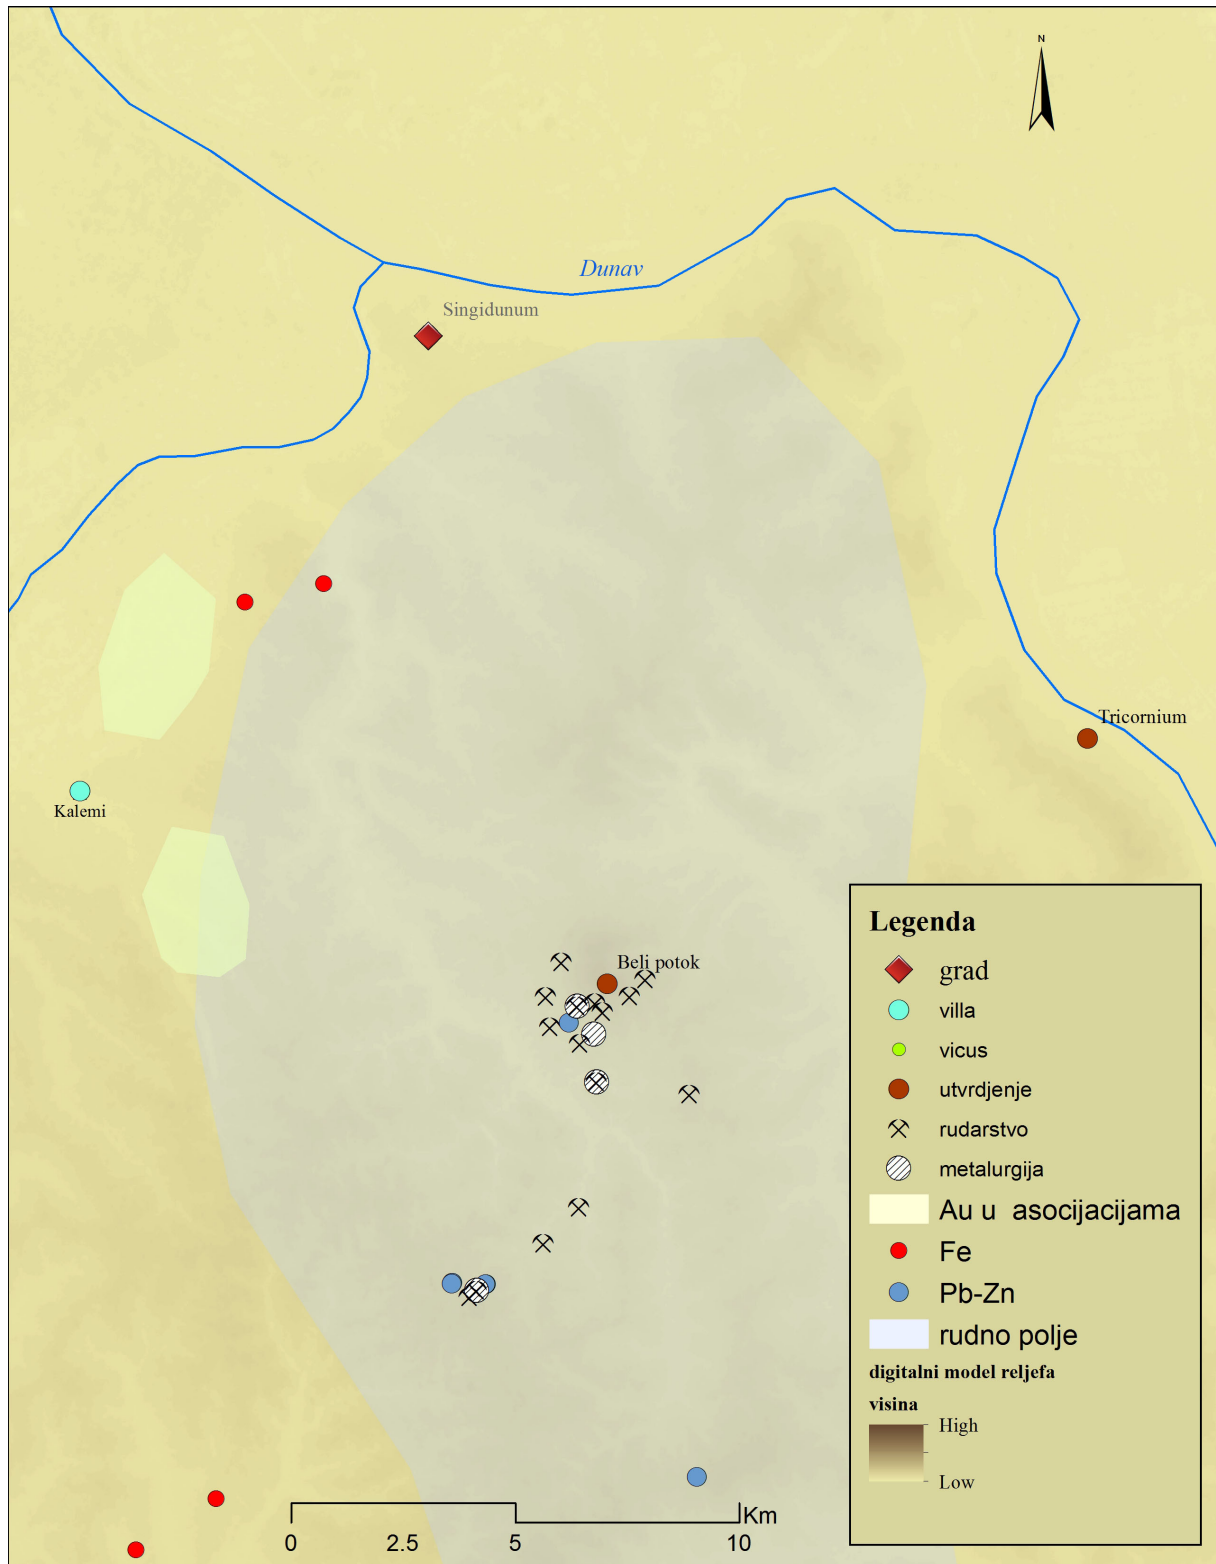 N
Dunav
Singidunum
Tricornium
Kalemi
Beli potok
Legenda
grad
villa
vicus
utvrdjenje
rudarstvo
metalurgija
Au u  asocijacijama
Fe
Pb-Zn
rudno polje
digitalni model reljefa
visina
High
Low
Km
0 2.5 5 10